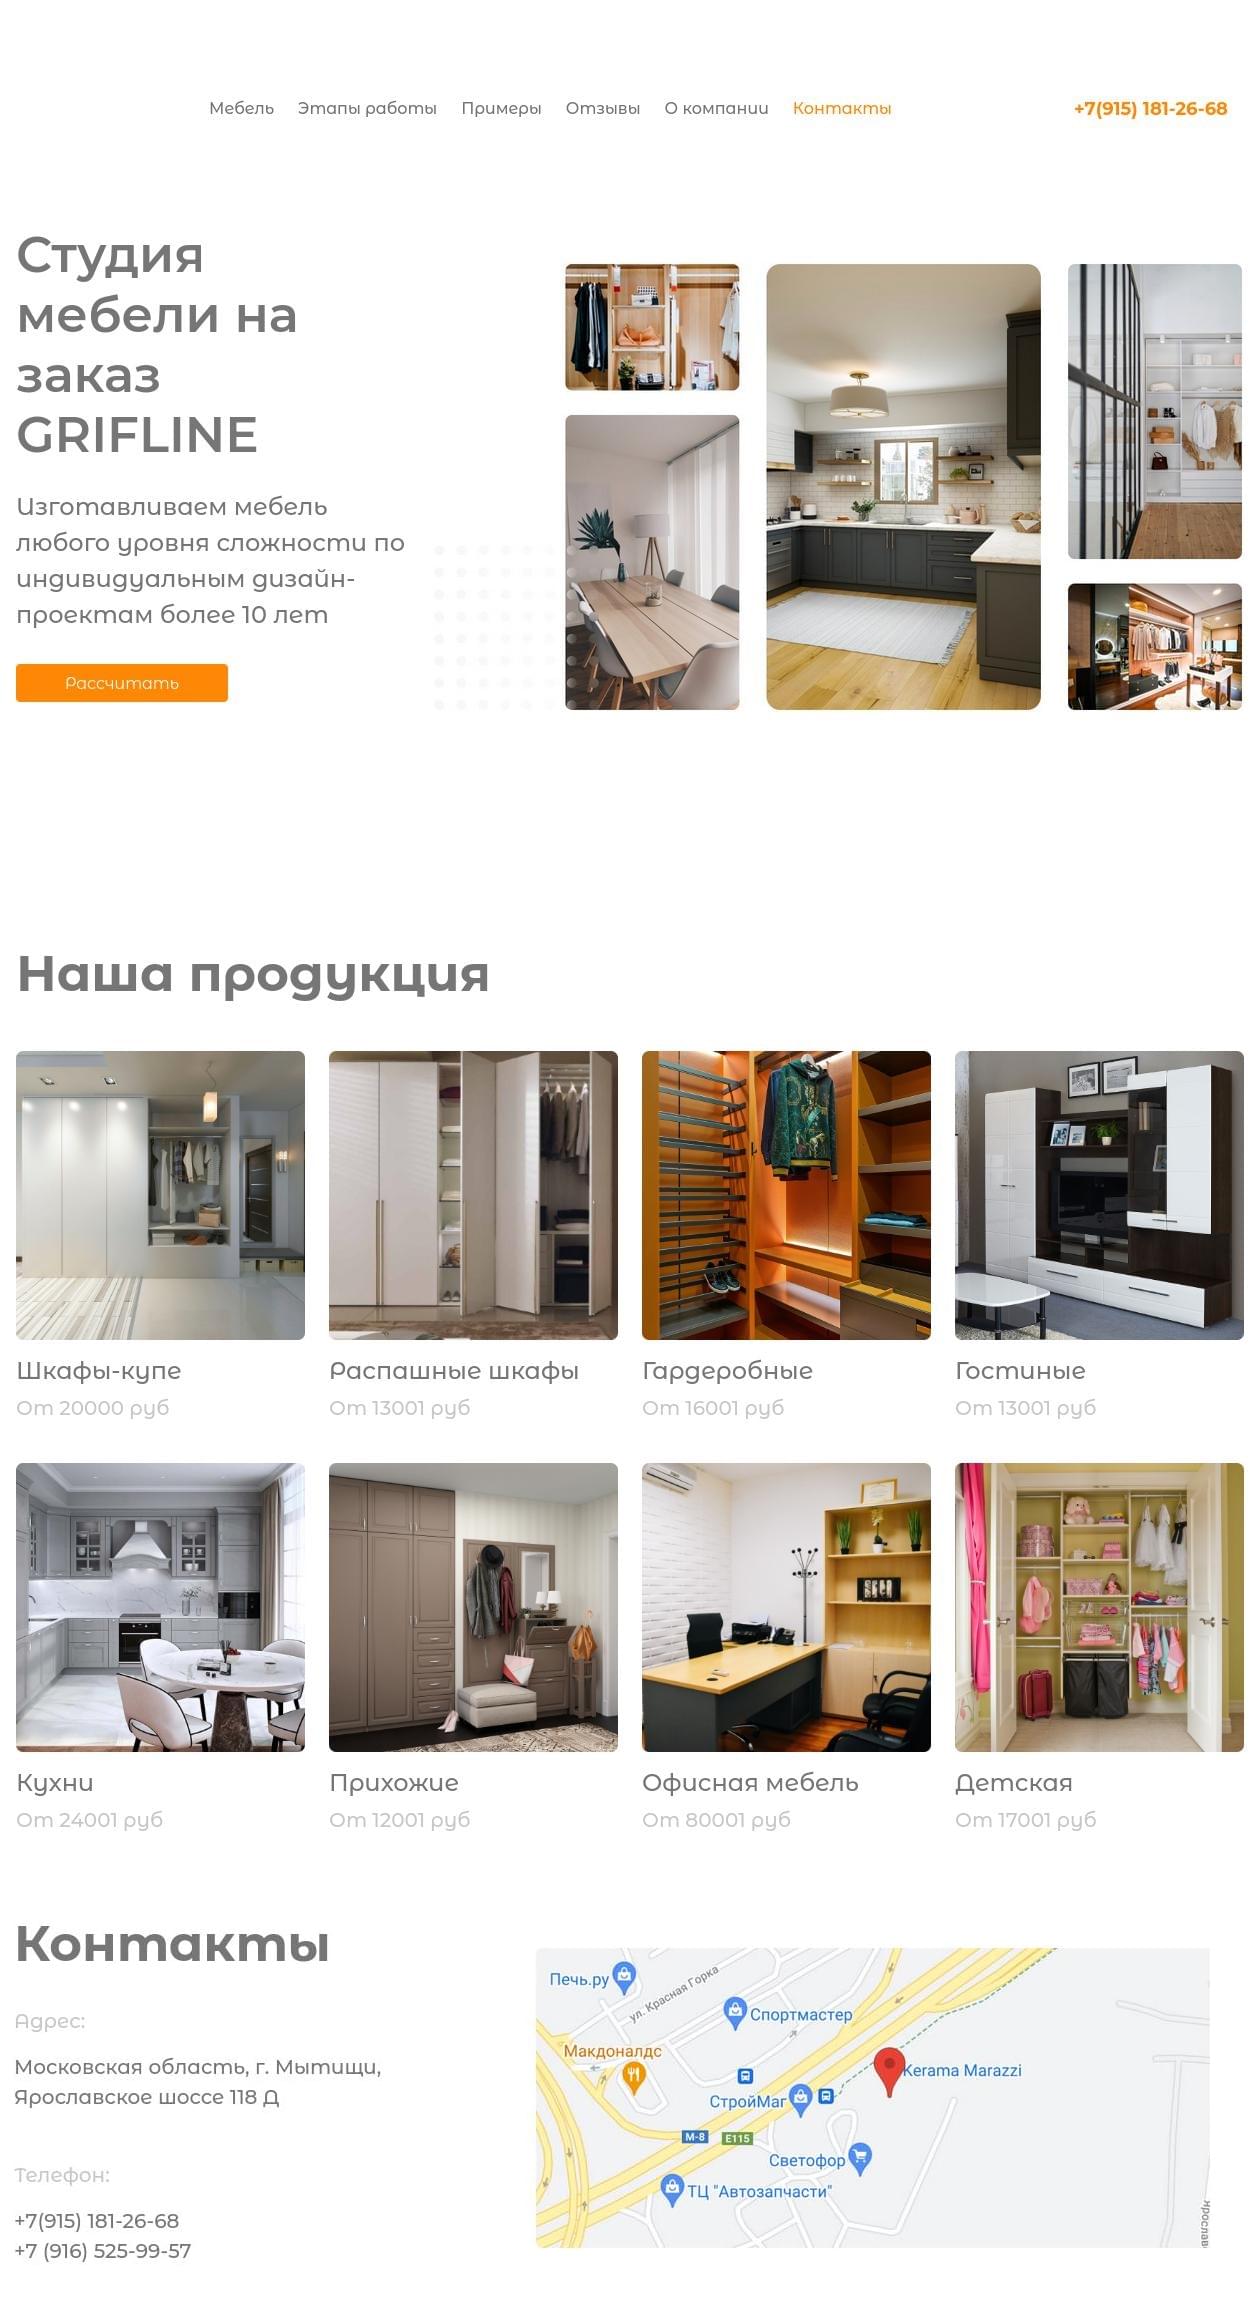 Мебель Этапы работы Примеры Отзывы О компании Контакты +7(915) 181-26-68
Студия
мебели на
заказ
GRIFLINE
Изготавливаем мебель
любого уровня сложности по
индивидуальным дизайн-
проектам более 10 лет
Рассчитать
Наша продукция
Шкафы-купе
От 20000 руб
Распашные шкафы
От 13001 руб
Гардеробные
От 16001 руб
Гостиные
От 13001 руб
Кухни
От 24001 руб
Прихожие
От 12001 руб
Офисная мебель
От 80001 руб
Детская
От 17001 руб
Контакты
Адрес:
Московская область, г. Мытищи,
Ярославское шоссе 118 Д
Телефон:
+7(915) 181-26-68
+7 (916) 525-99-57
Печь.ру
ул. Красная Горка
Спортмастер
Макдоналдс
Kerama Marazzi
СтройМаг
M-8
E115
Светофор
ТЦ "Автозапчасти"